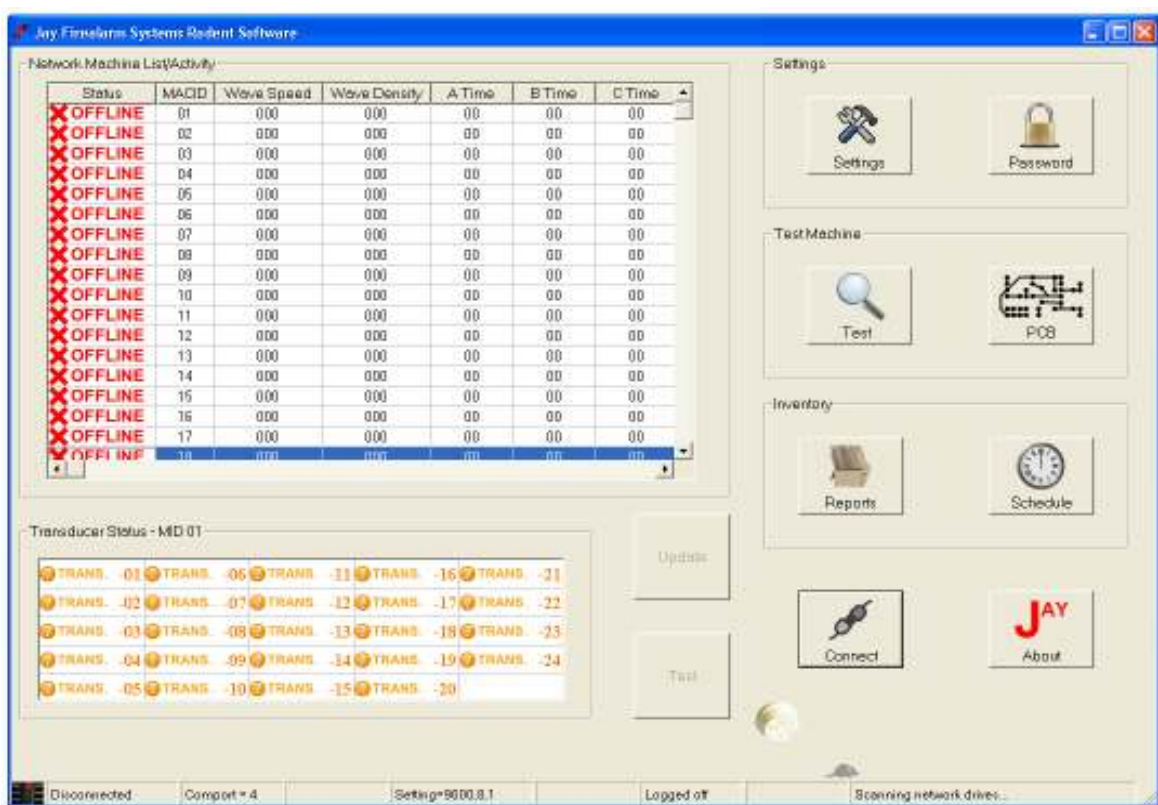 Jay Firealarm Systems Rodent Software
Network Machine List/Activity
Status MACID Wave Speed Wave Density A Time B Time C Time
OFFLINE 01 000 000 00 00 00
OFFLINE 02 000 000 00 00 00
OFFLINE 03 000 000 00 00 00
OFFLINE 04 000 000 00 00 00
OFFLINE 05 000 000 00 00 00
OFFLINE 06 000 000 00 00 00
OFFLINE 07 000 000 00 00 00
OFFLINE 08 000 000 00 00 00
OFFLINE 09 000 000 00 00 00
OFFLINE 10 000 000 00 00 00
OFFLINE 11 000 000 00 00 00
OFFLINE 12 000 000 00 00 00
OFFLINE 13 000 000 00 00 00
OFFLINE 14 000 000 00 00 00
OFFLINE 15 000 000 00 00 00
OFFLINE 16 000 000 00 00 00
OFFLINE 17 000 000 00 00 00
OFFLINE 18 000 000 00 00 00
Transducer Status - MID 01
TRANS. -01 TRANS. -06 TRANS. -11 TRANS. -16 TRANS. -21
TRANS. -02 TRANS. -07 TRANS. -12 TRANS. -17 TRANS. -22
TRANS. -03 TRANS. -08 TRANS. -13 TRANS. -18 TRANS. -23
TRANS. -04 TRANS. -09 TRANS. -14 TRANS. -19 TRANS. -24
TRANS. -05 TRANS. -10 TRANS. -15 TRANS. -20
Update
Test
Settings
Settings
Password
Test Machine
Test
PCB
Inventory
Reports
Schedule
Connect
JAY
About
Disconnected
Comport = 4
Setting=9600,8,1
Logged off
Scanning network drives...